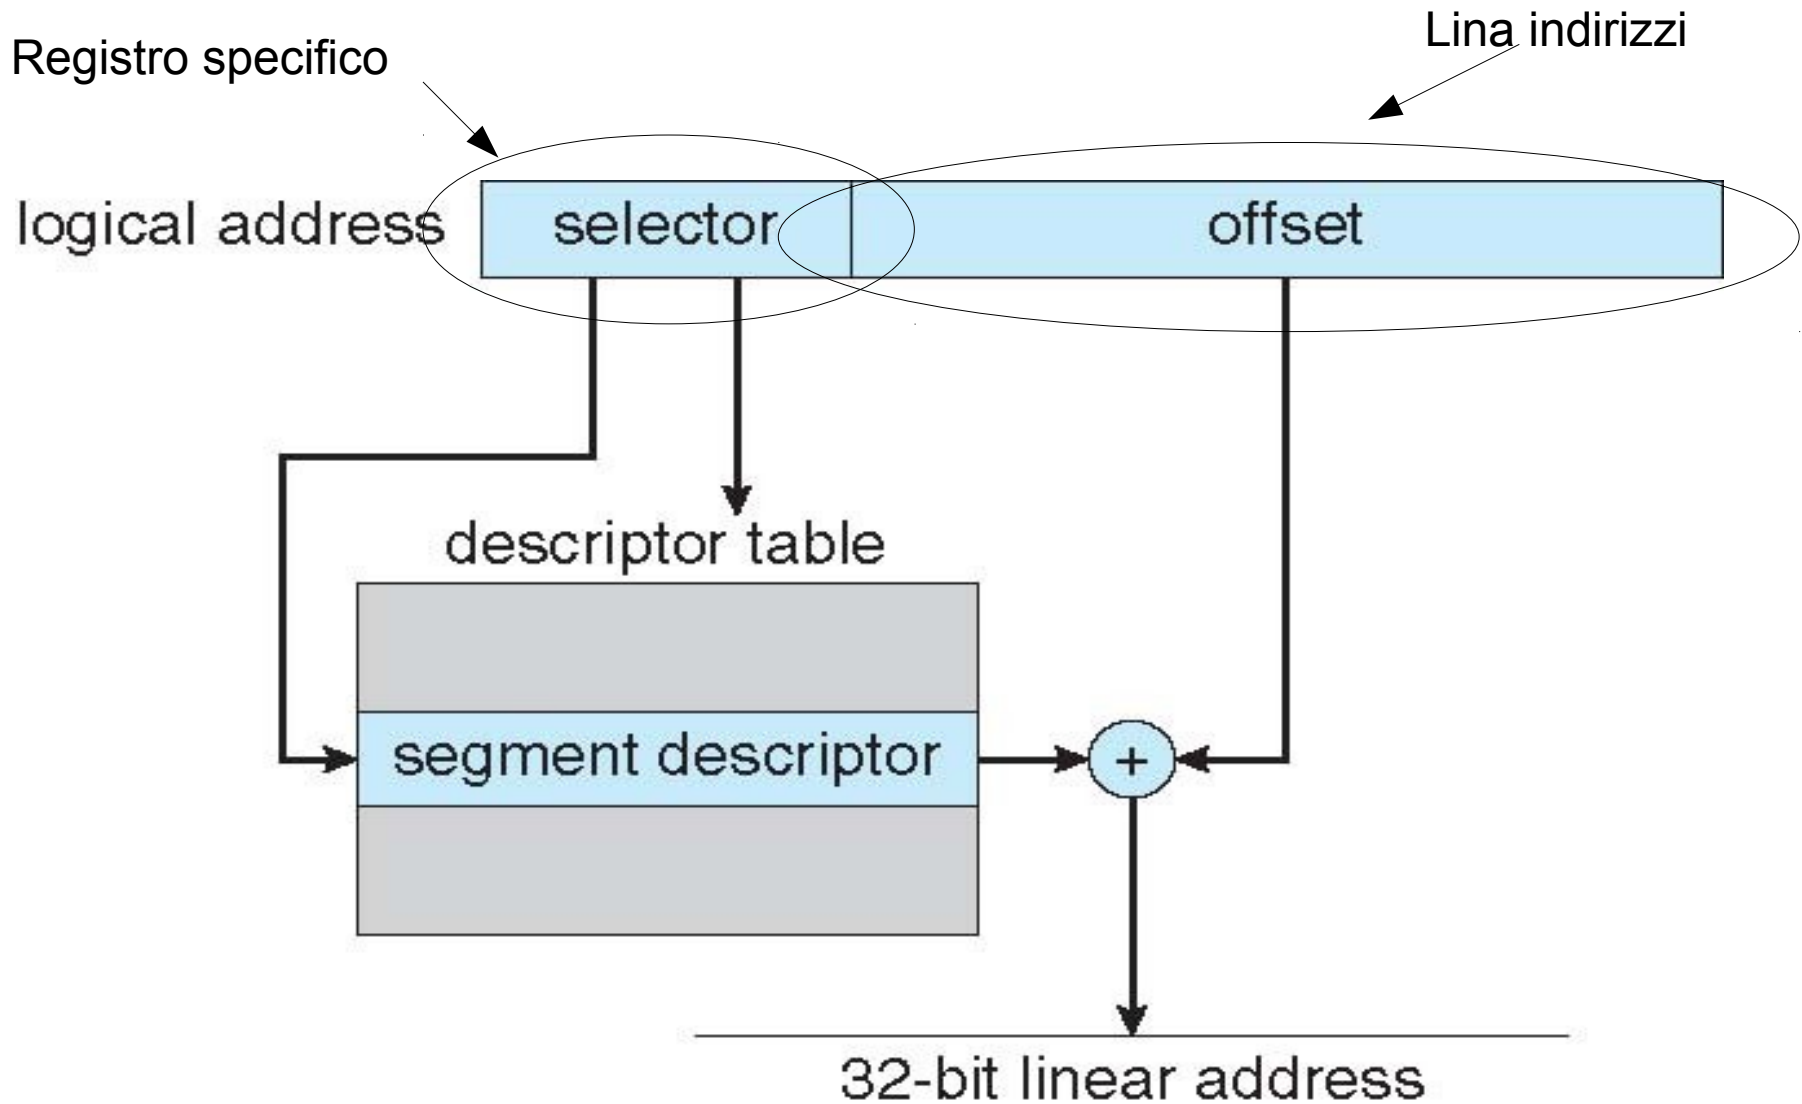 Lina indirizzi
Registro specifico
logical address
selector
offset
descriptor table
segment descriptor
+
32-bit linear address